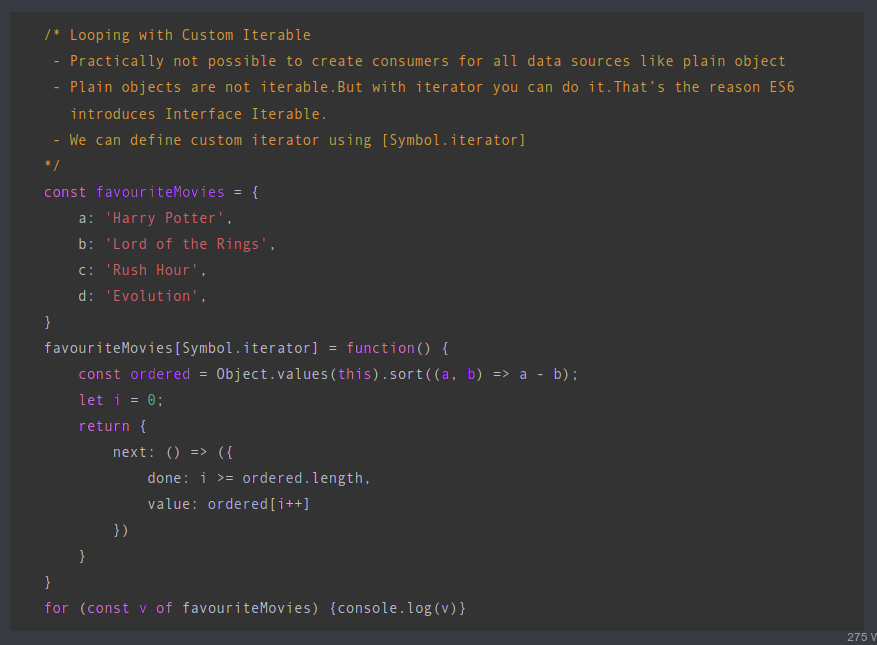 /* Looping with Custom Iterable
 - Practically not possible to create consumers for all data sources like plain object
 - Plain objects are not iterable.But with iterator you can do it.That's the reason ES6
   introduces Interface Iterable.
 - We can define custom iterator using [Symbol.iterator]
*/
const favouriteMovies = {
    a: 'Harry Potter',
    b: 'Lord of the Rings',
    c: 'Rush Hour',
    d: 'Evolution',
}
favouriteMovies[Symbol.iterator] = function() {
    const ordered = Object.values(this).sort((a, b) => a - b);
    let i = 0;
    return {
        next: () => ({
            done: i >= ordered.length,
            value: ordered[i++]
        })
    }
}
for (const v of favouriteMovies) {console.log(v)}
275